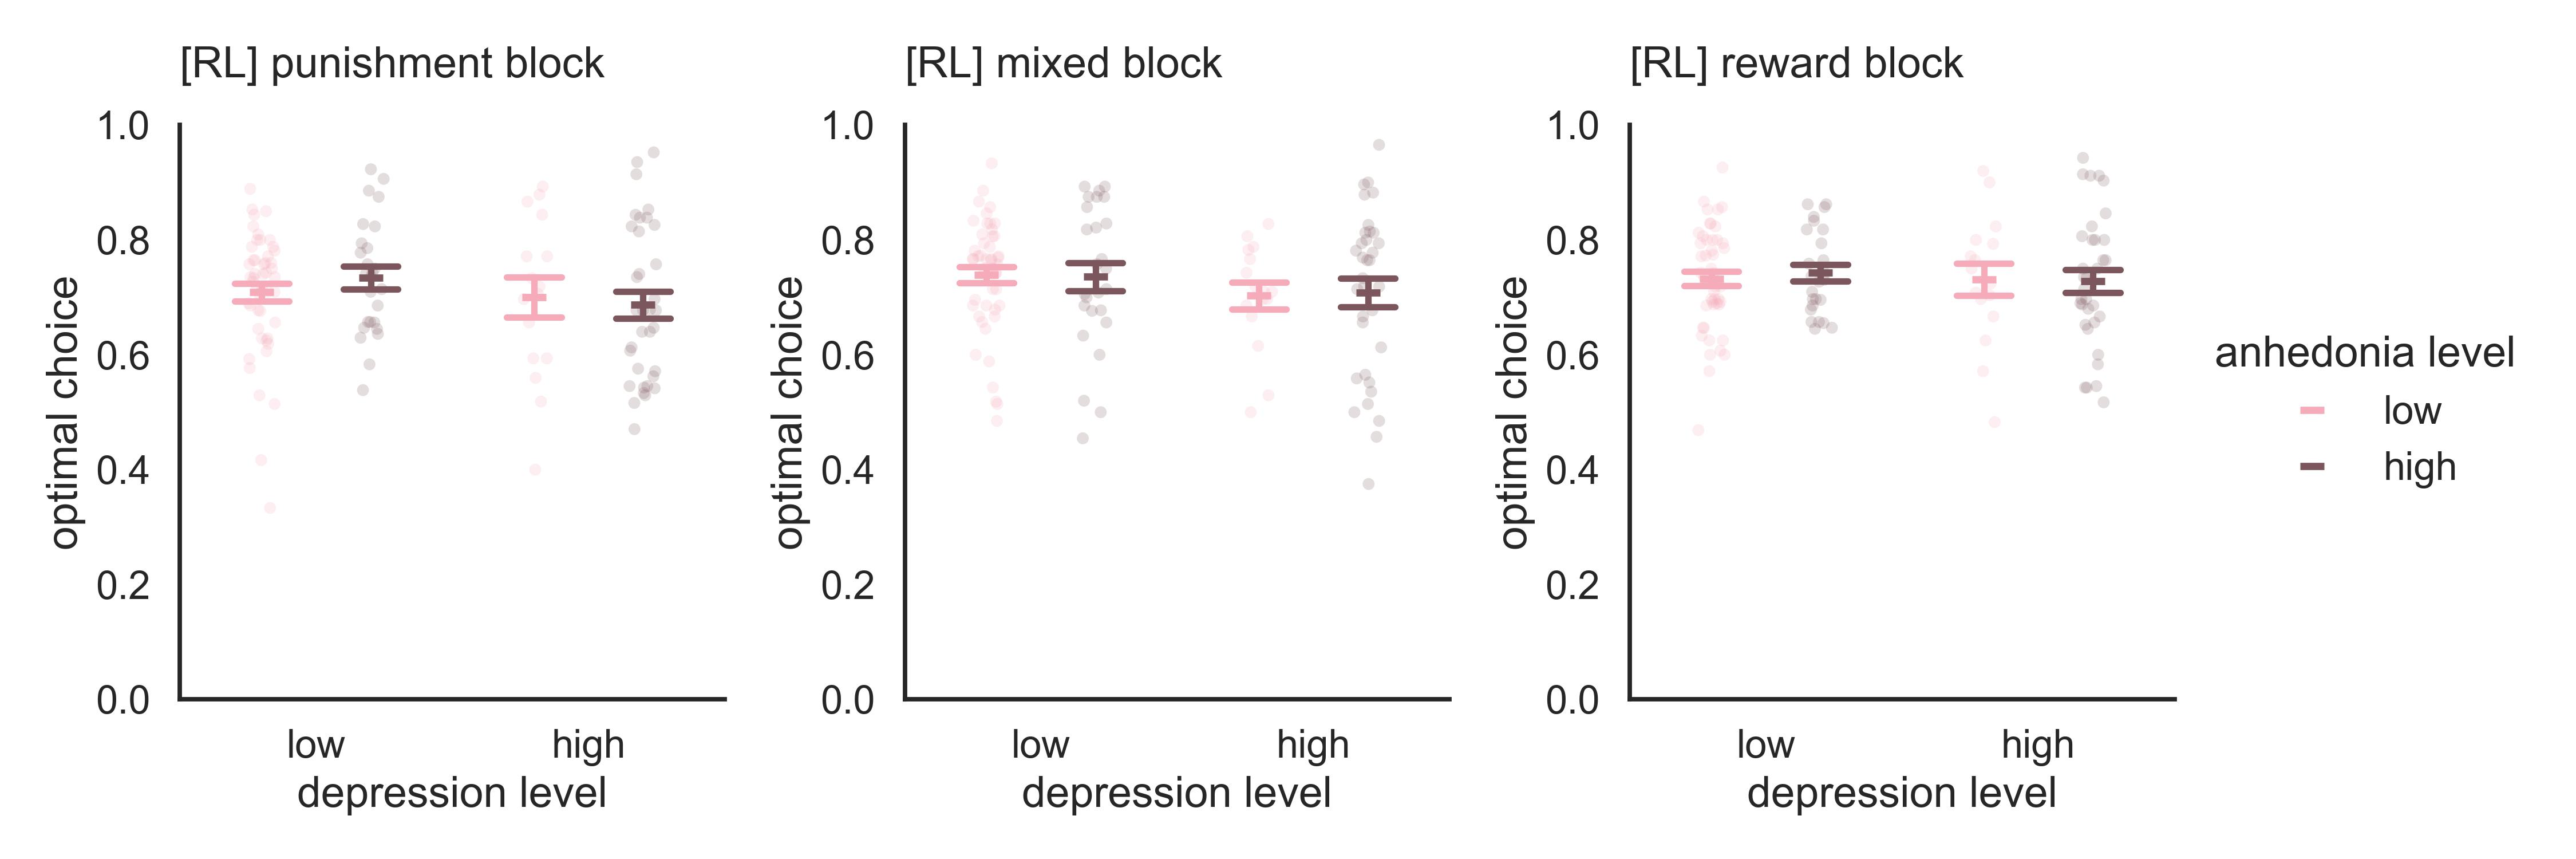 [RL] punishment block
1.0
0.8
0.6
0.4
0.2
0.0
optimal choice
low
high
depression level
[RL] mixed block
1.0
0.8
0.6
0.4
0.2
0.0
optimal choice
low
high
depression level
[RL] reward block
1.0
0.8
0.6
0.4
0.2
0.0
optimal choice
low
high
depression level
anhedonia level
low
high